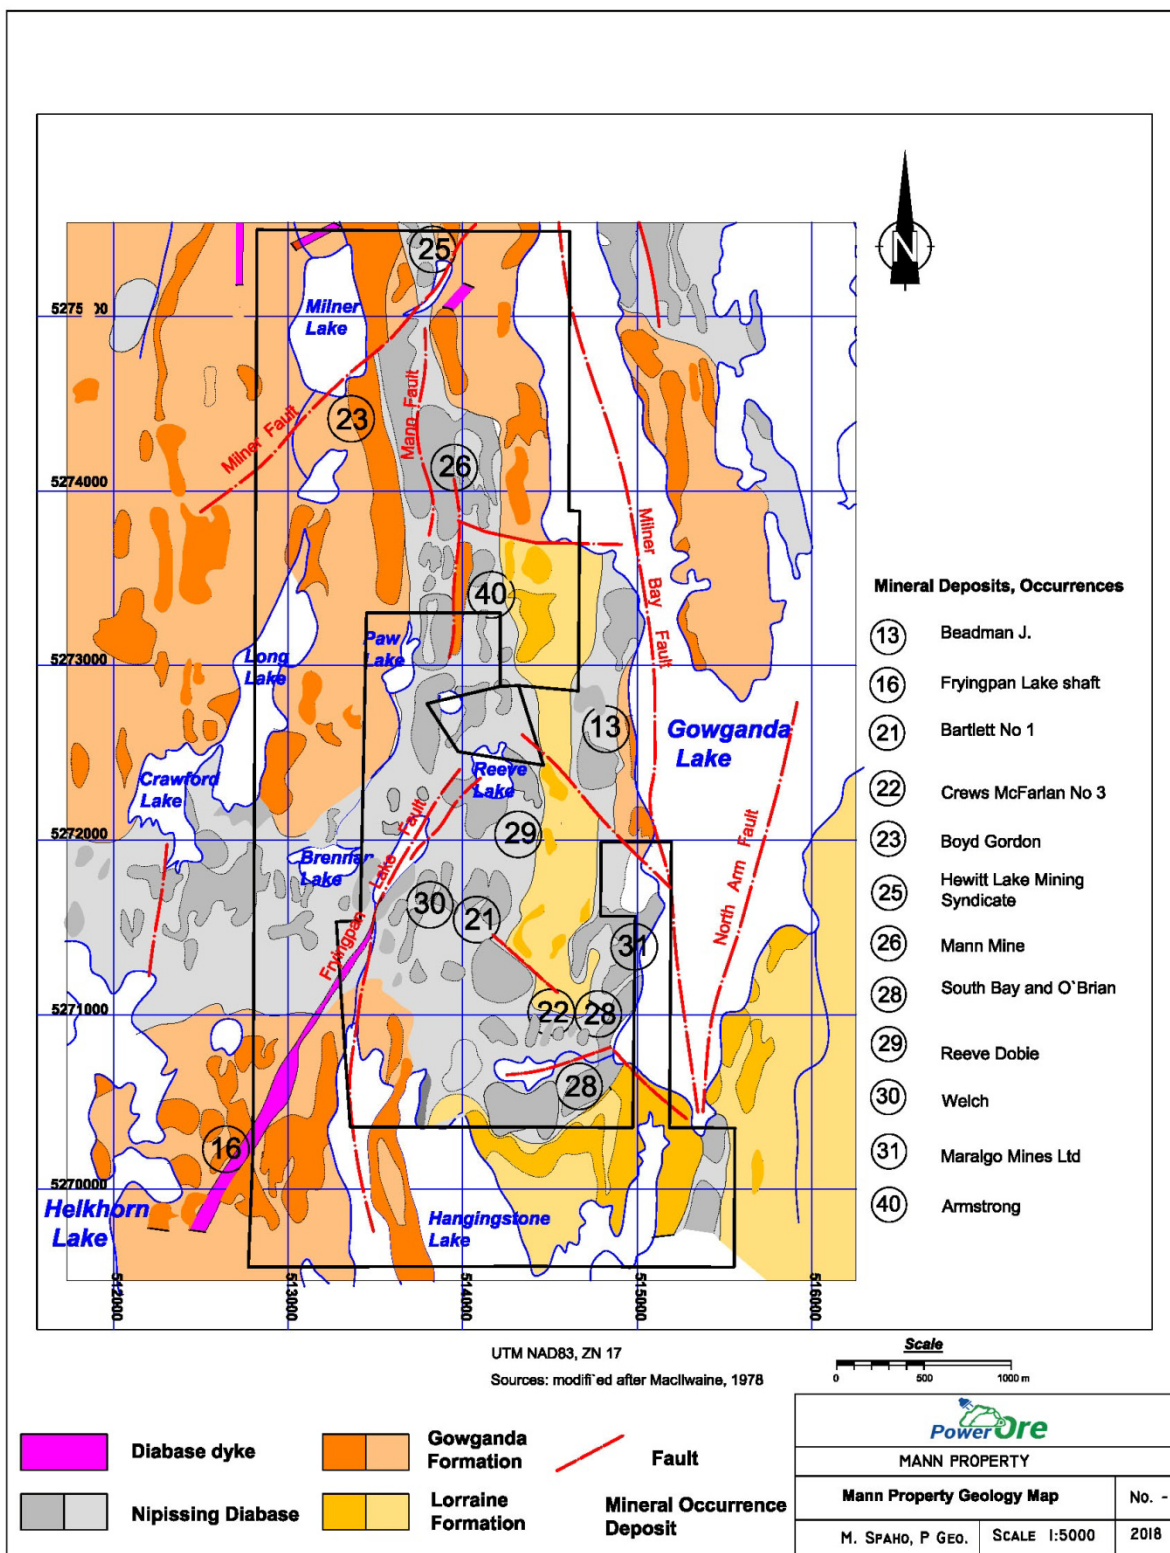 N
25
5275 00
Milner
Lake
23
Milner Fault
Mann Fault
26
5274000
Milner Bay Fault
40
Mineral Deposits, Occurrences
13 Beadman J.
16 Fryingpan Lake shaft
21 Bartlett No 1
22 Crews McFarlan No 3
23 Boyd Gordon
25 Hewitt Lake Mining
Syndicate
26 Mann Mine
28 South Bay and O`Brian
29 Reeve Dobie
30 Welch
31 Maralgo Mines Ltd
40 Armstrong
Paw
Lake
5273000
Long
Lake
13
Gowganda
Lake
Reeve
Lake
Crawford
Lake
29
5272000
Brenner
Lake
Fryingpan Lake Fault
North Arm Fault
30
21
31
5271000
22
28
28
16
5270000
Helkhorn
Lake
Hangingstone
Lake
512000
513000
514000
515000
516000
UTM NAD83, ZN 17
Sources: modifi`ed after MacIlwaine, 1978
Scale
0 500 1000 m
Diabase dyke
Gowganda
Formation
Fault
Nipissing Diabase
Lorraine
Formation
Mineral Occurrence
Deposit
Power Ore
MANN PROPERTY
Mann Property Geology Map
No. -
M. SPAHO, P GEO.
SCALE 1:5000
2018